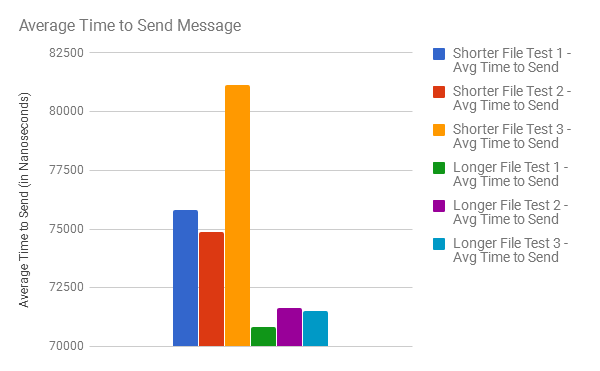 Average Time to Send Message
Average Time to Send (in Nanoseconds)
82500
80000
77500
75000
72500
70000
Shorter File Test 1 -
Avg Time to Send
Shorter File Test 2 -
Avg Time to Send
Shorter File Test 3 -
Avg Time to Send
Longer File Test 1 -
Avg Time to Send
Longer File Test 2 -
Avg Time to Send
Longer File Test 3 -
Avg Time to Send